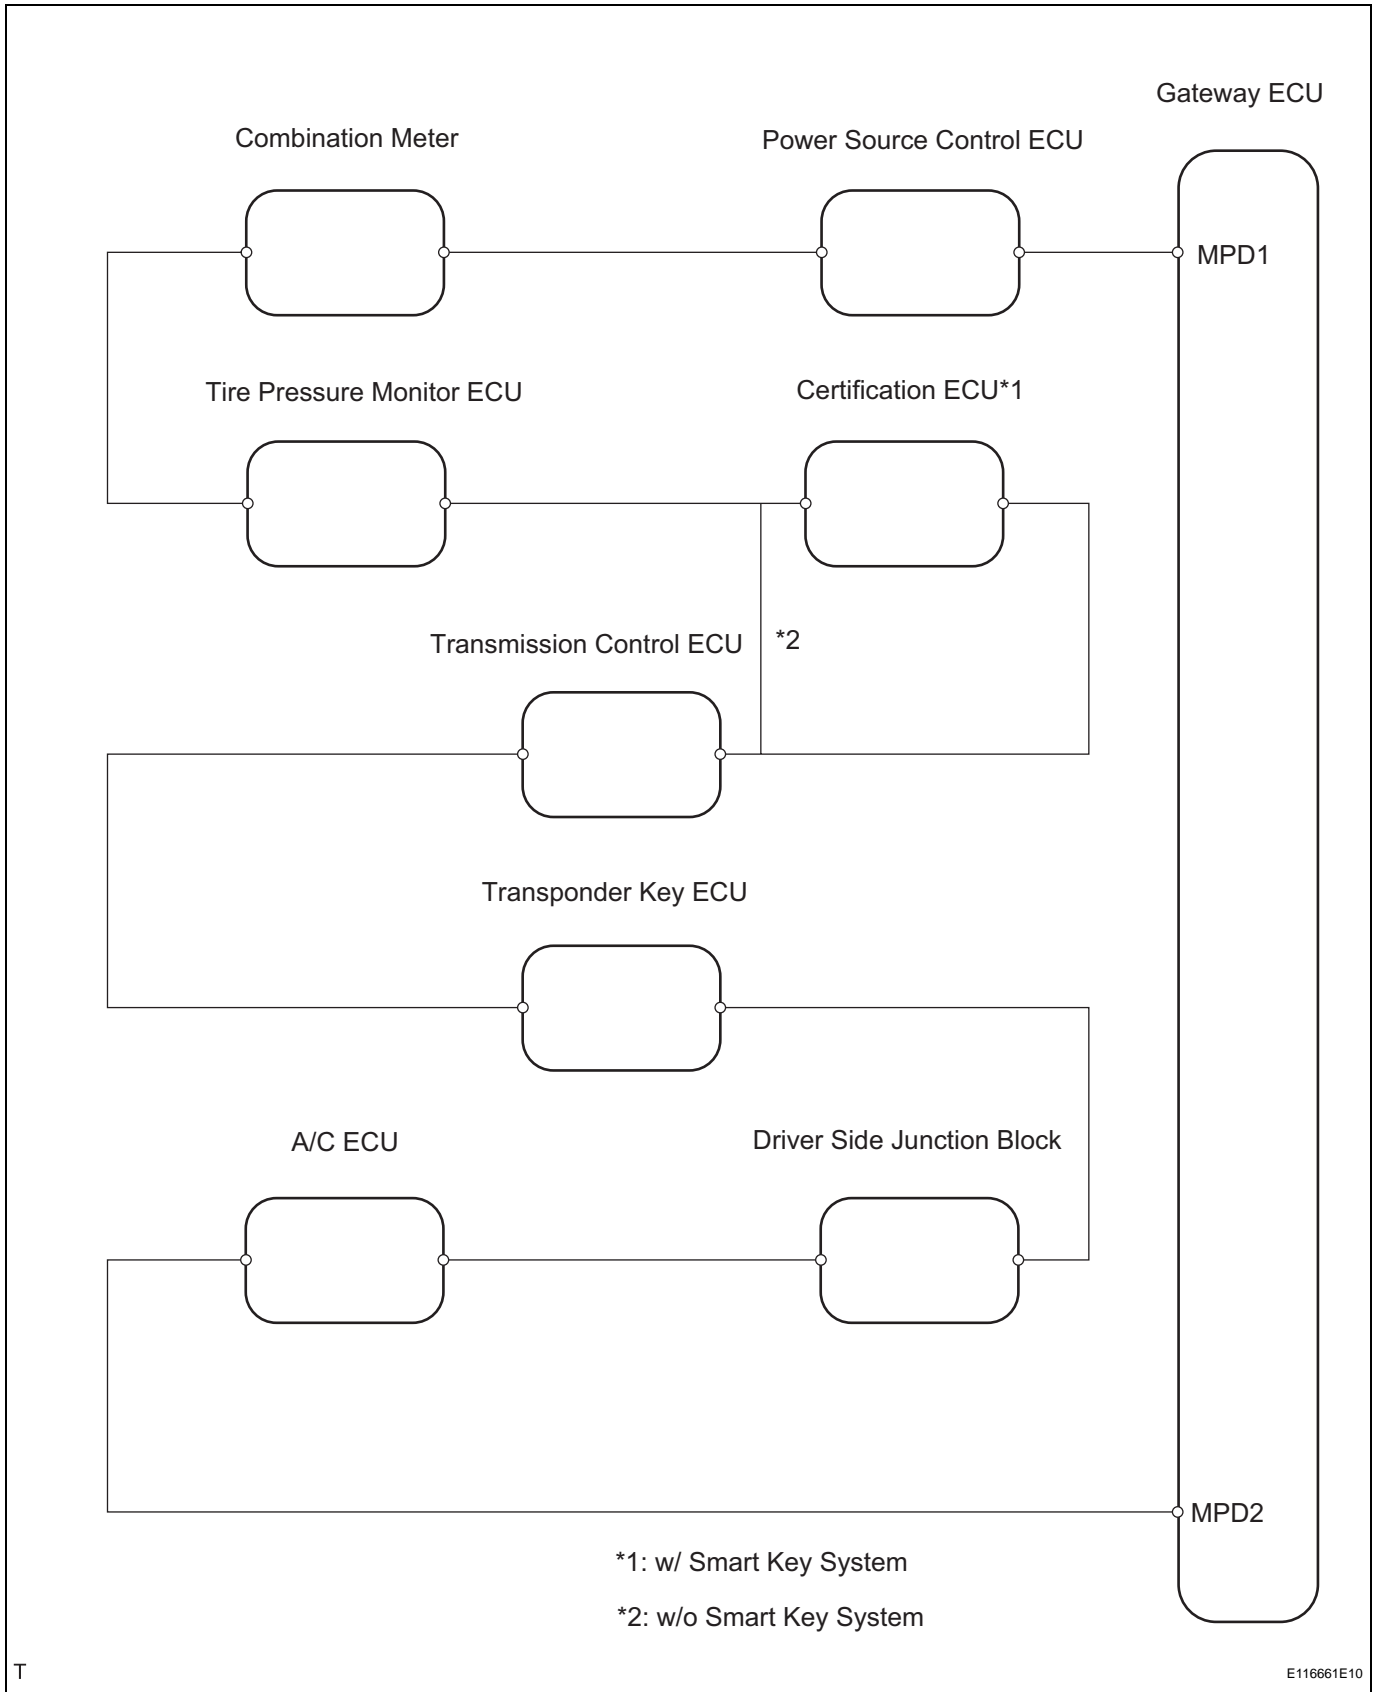 Gateway ECU
Combination Meter
Power Source Control ECU
MPD1
Tire Pressure Monitor ECU
Certification ECU*1
Transmission Control ECU
*2
Transponder Key ECU
A/C ECU
Driver Side Junction Block
MPD2
*1: w/ Smart Key System
*2: w/o Smart Key System
T
E116661E10